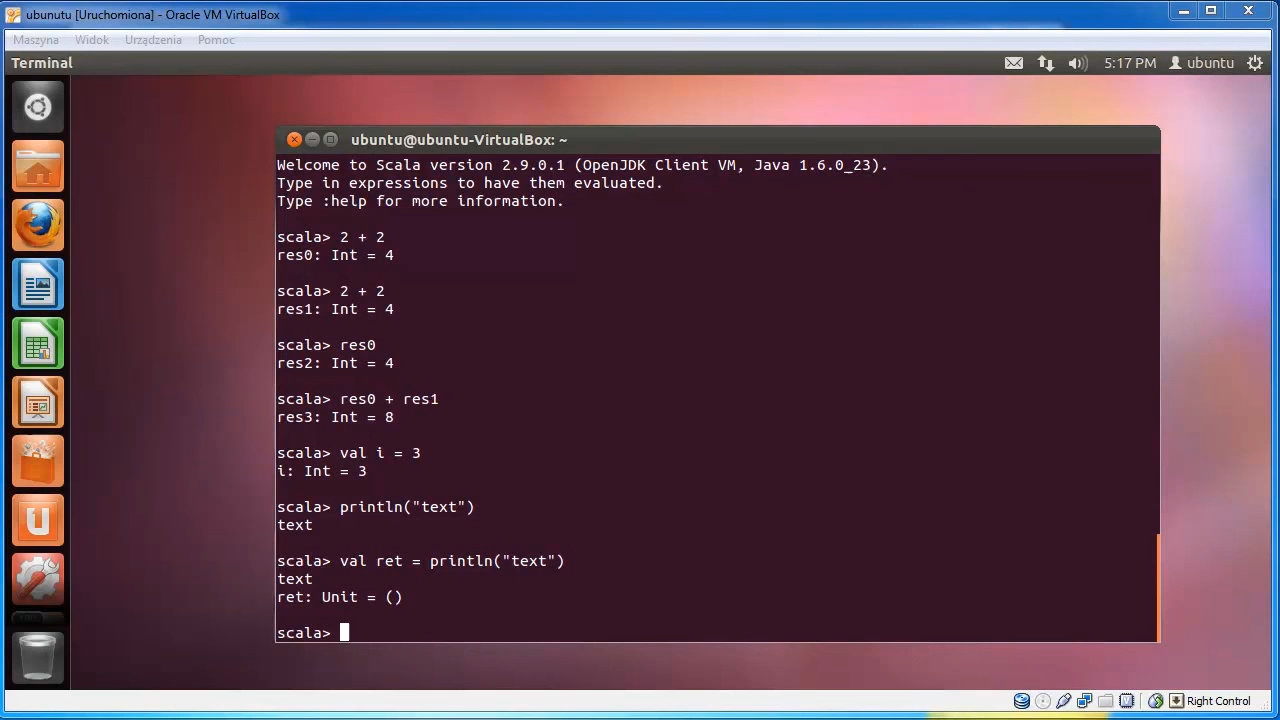 ubunutu [Uruchomiona] - Oracle VM VirtualBox
Maszyna Widok Urządzenia Pomoc
Terminal
5:17 PM ubuntu
ubuntu@ubuntu-VirtualBox: ~
Welcome to Scala version 2.9.0.1 (OpenJDK Client VM, Java 1.6.0_23).
Type in expressions to have them evaluated.
Type :help for more information.
scala> 2 + 2
res0: Int = 4
scala> 2 + 2
res1: Int = 4
scala> res0
res2: Int = 4
scala> res0 + res1
res3: Int = 8
scala> val i = 3
i: Int = 3
scala> println("text")
text
scala> val ret = println("text")
text
ret: Unit = ()
scala>
Right Control